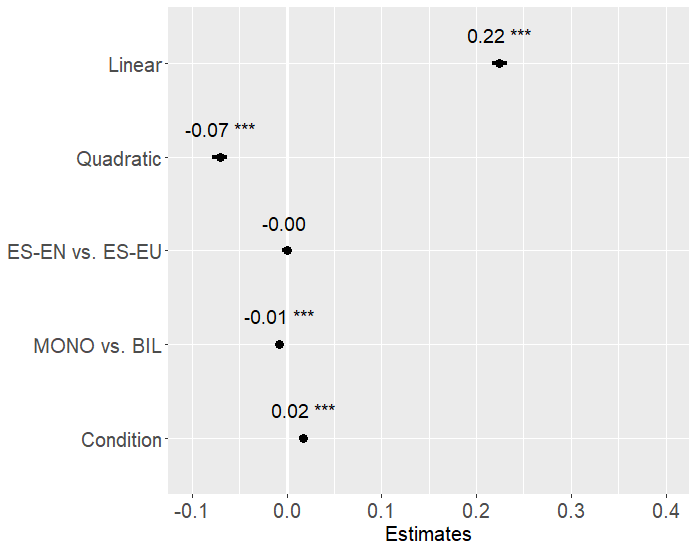 0.22 ***
Linear
-0.07 ***
Quadratic
-0.00
ES-EN vs. ES-EU
-0.01 ***
MONO vs. BIL
0.02 ***
Condition
-0.1 0.0 0.1 0.2 0.3 0.4
Estimates